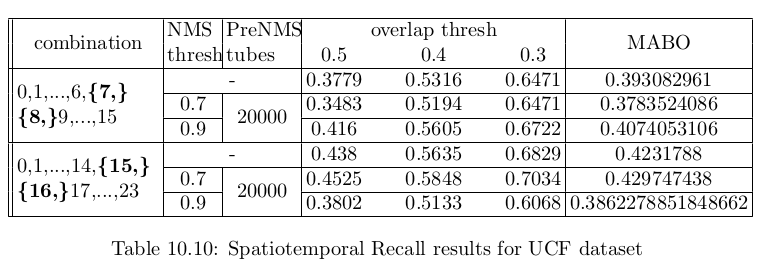 combination NMS thresh PreNMS tubes overlap thresh MABO
0.5 0.4 0.3
0,1,...,6,{7,} {8,}9,...,15 - 0.3779 0.5316 0.6471 0.393082961
0.7 20000 0.3483 0.5194 0.6471 0.3783524086
0.9 0.416 0.5605 0.6722 0.4074053106
0,1,...,14,{15,} {16,}17,...,23 - 0.438 0.5635 0.6829 0.4231788
0.7 20000 0.4525 0.5848 0.7034 0.429747438
0.9 0.3802 0.5133 0.6068 0.3862278851848662
Table 10.10: Spatiotemporal Recall results for UCF dataset